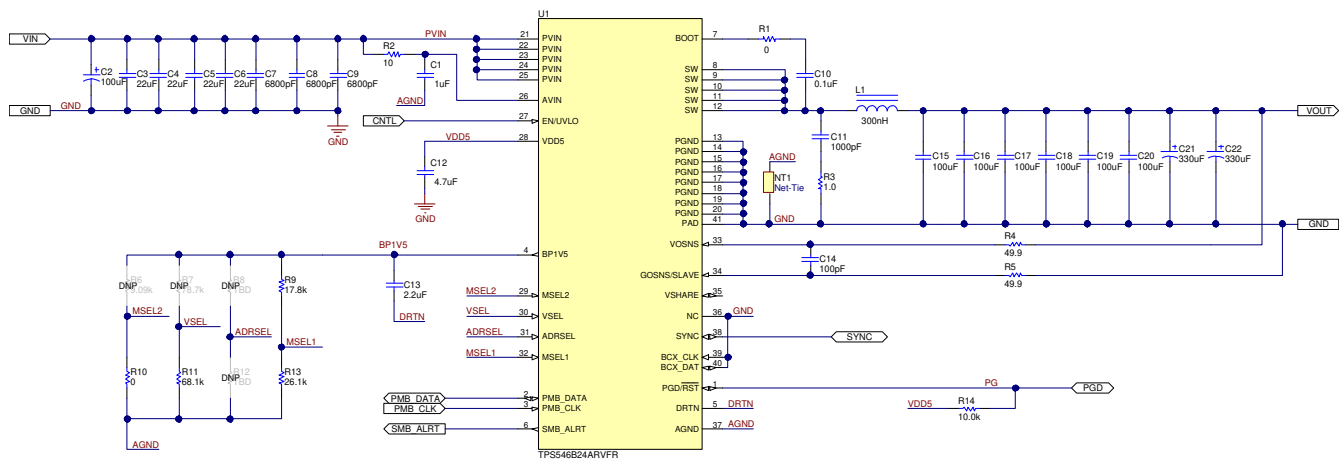 U1
VIN
PVIN
C2
100uF
C3
22uF
C4
22uF
C5
22uF
C6
22uF
C7
6800pF
C8
6800pF
C9
6800pF
R2
10
C1
1uF
AGND
GND
GND
GND
CNTL
VDD5
C12
4.7uF
GND
21 PVIN
22 PVIN
23 PVIN
24 PVIN
25 PVIN
26 AVIN
27 EN/UVLO
28 VDD5
4 BP1V5
29 MSEL2
30 VSEL
31 ADRSEL
32 MSEL1
2 PMB_DATA
3 PMB_CLK
6 SMB_ALRT
BOOT 7
SW 8
SW 9
SW 10
SW 11
SW 12
PGND 13
PGND 14
PGND 15
PGND 16
PGND 17
PGND 18
PGND 19
PGND 20
PAD 41
VOSNS 33
GOSNS/SLAVE 34
VSHARE 35
NC 36
SYNC 38
BCX_CLK 39
BCX_DAT 40
PGD/RST 1
DRTN 5
AGND 37
TPS546B24ARVFR
R1
0
C10
0.1uF
L1
300nH
C11
1000pF
R3
1.0
AGND
NT1
Net-Tie
GND
C15
100uF
C16
100uF
C17
100uF
C18
100uF
C19
100uF
C20
100uF
C21
330uF
C22
330uF
VOUT
GND
R4
49.9
C14
100pF
R5
49.9
GND
SYNC
PG
PGD
VDD5
R14
10.0k
DRTN
AGND
BP1V5
R6
DNP
9.09k
R7
DNP
18.7k
R8
DNP
TBD
R9
17.8k
C13
2.2uF
DRTN
MSEL2
VSEL
ADRSEL
MSEL1
MSEL2
VSEL
ADRSEL
MSEL1
R10
0
R11
68.1k
R12
DNP
TBD
R13
26.1k
AGND
PMB_DATA
PMB_CLK
SMB_ALRT